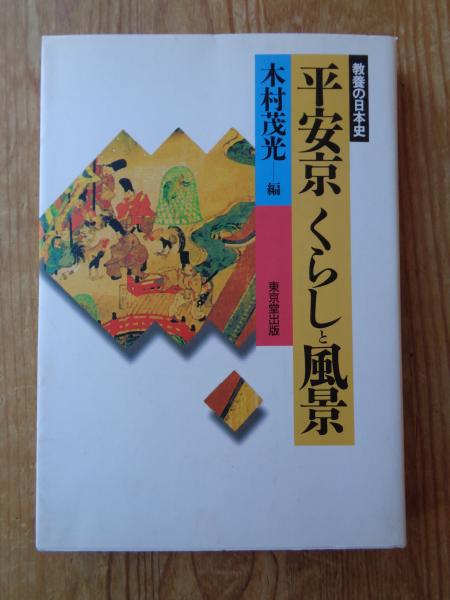 教養の日本史
平安京 くらしと風景
木村茂光──編
東京堂出版